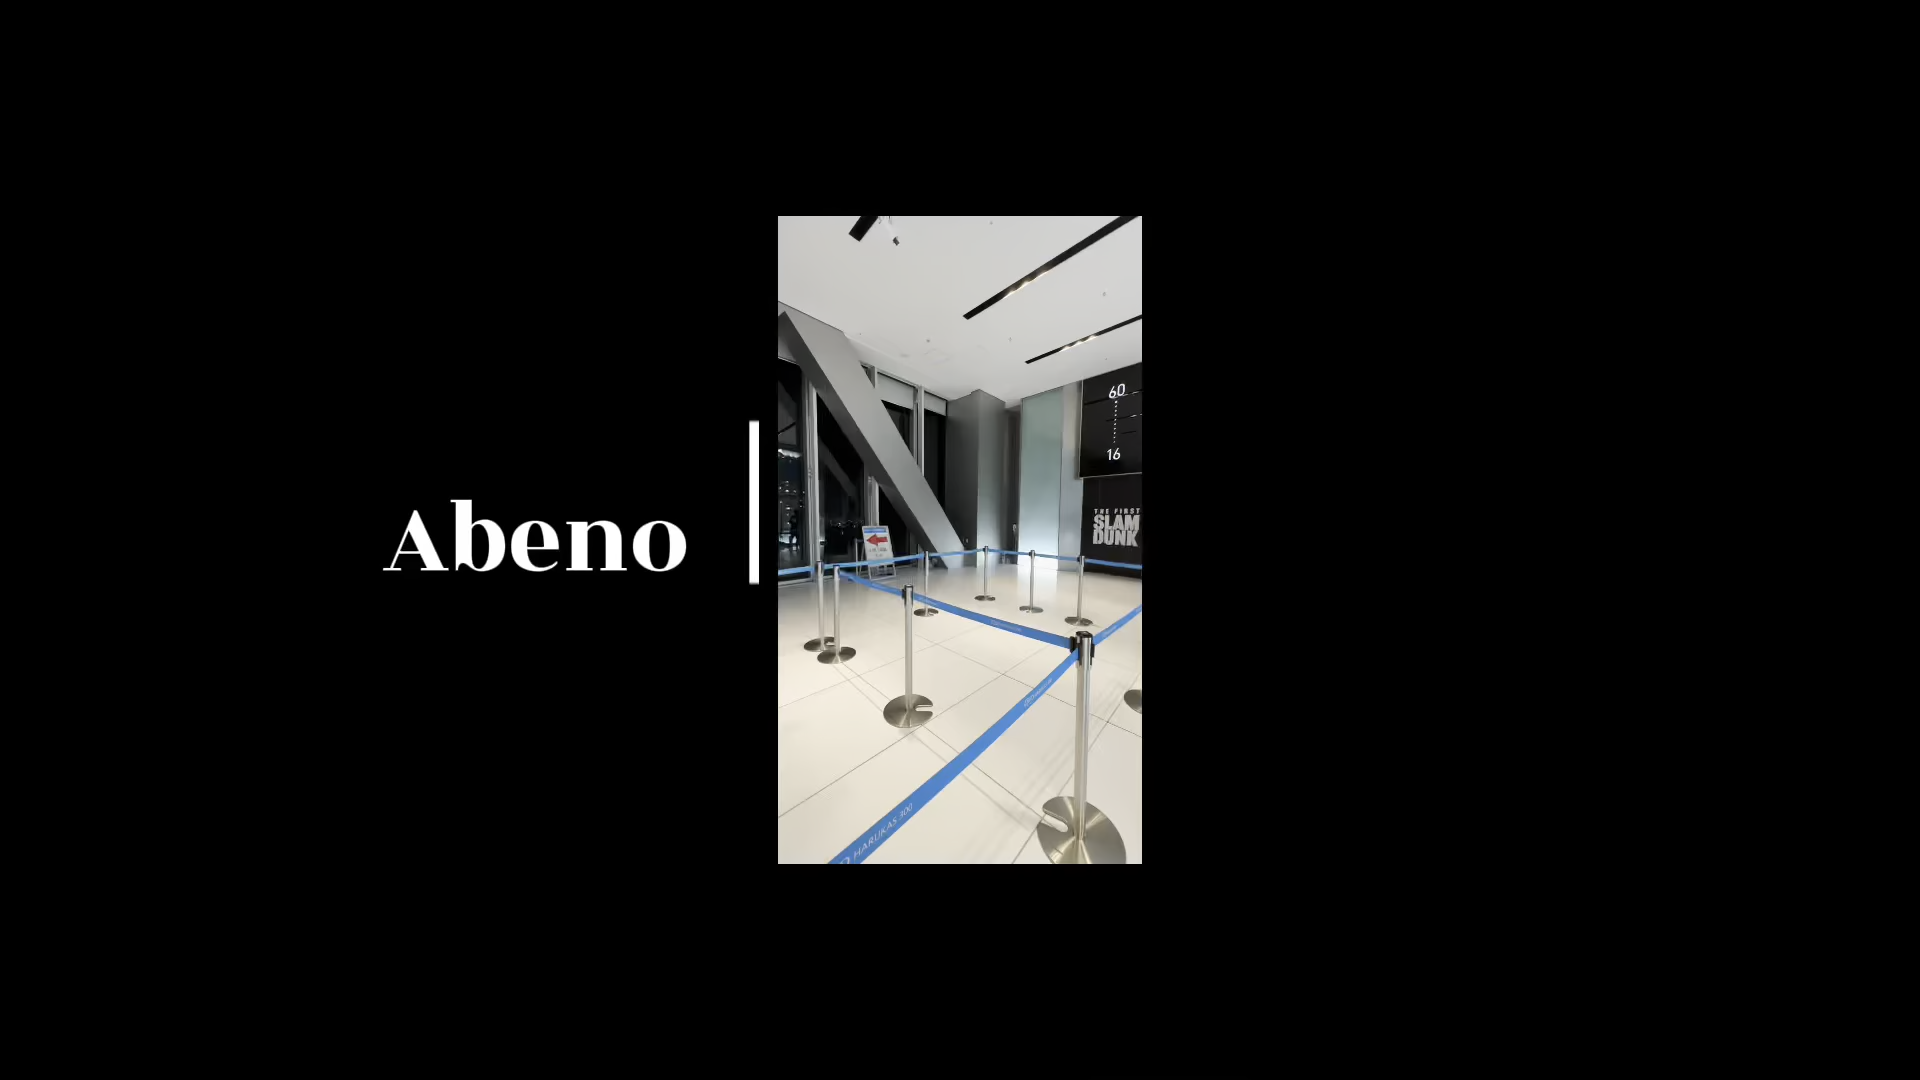 Abeno
60
16
THE FIRST
SLAM
DUNK
HARUKAS 300